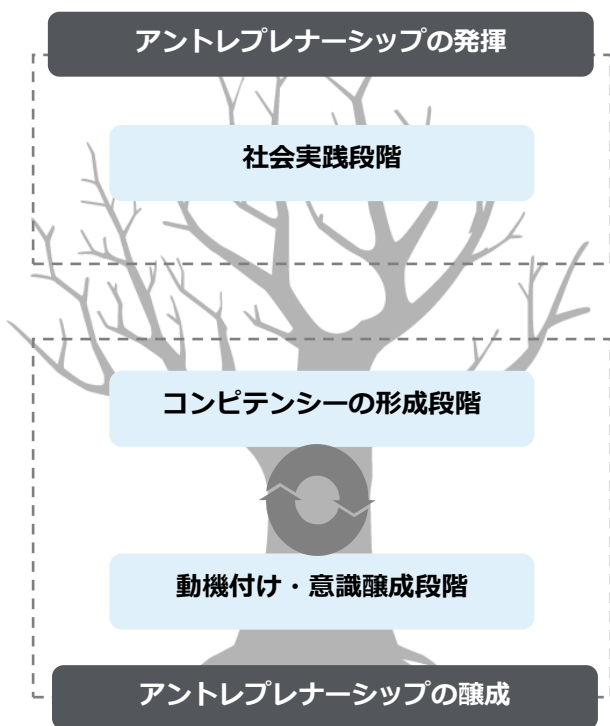 アントレプレナーシップの発揮
社会実践段階
コンピテンシーの形成段階
動機付け・意識醸成段階
アントレプレナーシップの醸成